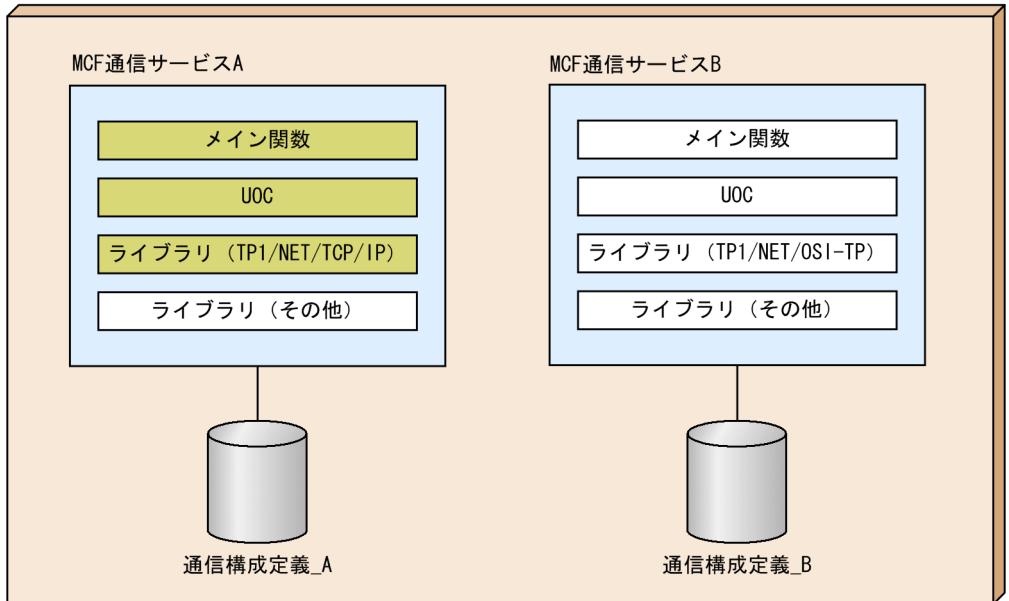 MCF通信サービスA
メイン関数
UOC
ライブラリ（TP1/NET/TCP/IP）
ライブラリ（その他）
通信構成定義_A
MCF通信サービスB
メイン関数
UOC
ライブラリ（TP1/NET/OSI-TP）
ライブラリ（その他）
通信構成定義_B